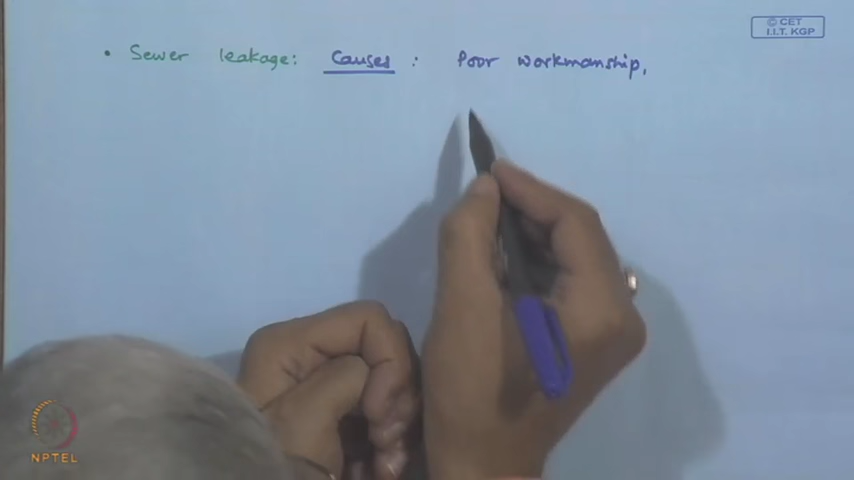 © CET
I.I.T. KGP
• Sewer leakage: Causes : Poor workmanship,
NPTEL